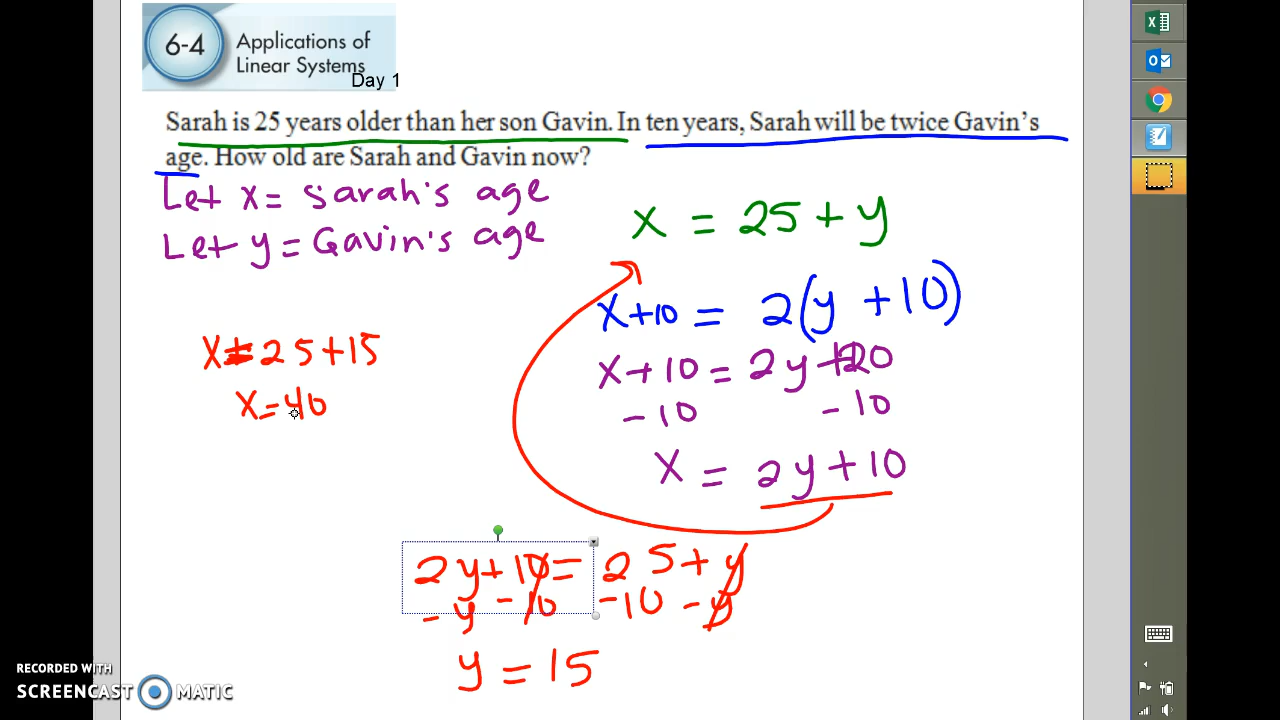 6-4 Applications of
Linear Systems
Day 1
Sarah is 25 years older than her son Gavin. In ten years, Sarah will be twice Gavin's
age. How old are Sarah and Gavin now?
Let x = Sarah's age
Let y = Gavin's age
x = 25 + y
x+10 = 2(y + 10)
x + 10 = 2y + 20
- 10 - 10
x = 2y + 10
x = 25 + 15
x = 40
2y + 10 = 25 + y
- y - 10 - 10 - y
y = 15
RECORDED WITH
SCREENCAST MATIC